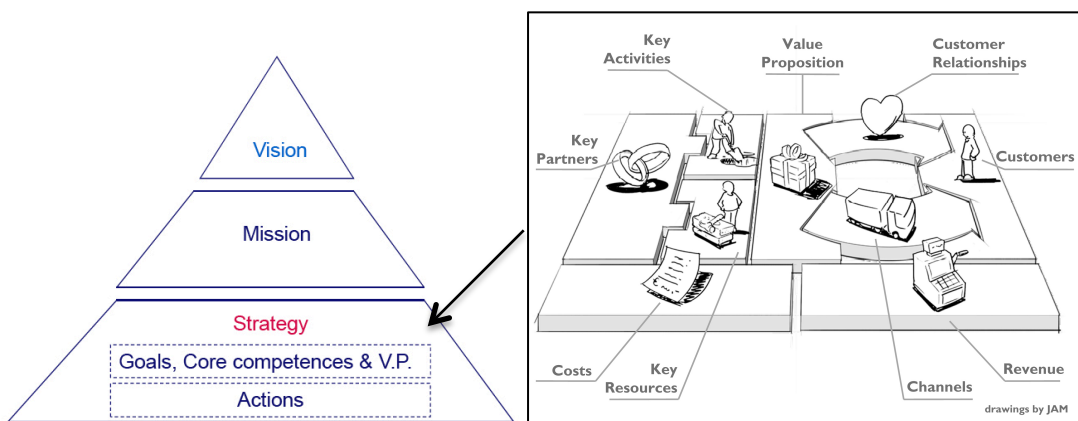 Vision
Mission
Strategy
Goals, Core competences & V.P.
Actions
Key
Activities
Value
Proposition
Customer
Relationships
Key
Partners
Customers
Costs
Key
Resources
Channels
Revenue
drawings by JAM